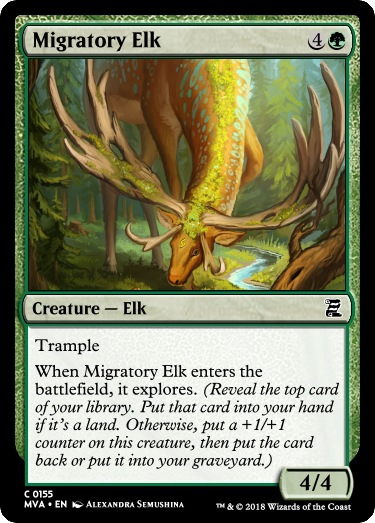 Migratory Elk 4
Creature — Elk
Trample
When Migratory Elk enters the
battlefield, it explores. (Reveal the top card
of your library. Put that card into your hand
if it's a land. Otherwise, put a +1/+1
counter on this creature, then put the card
back or put it into your graveyard.)
4/4
C 0155
MVA • EN Alexandra Semushina
™ & © 2018 Wizards of the Coast